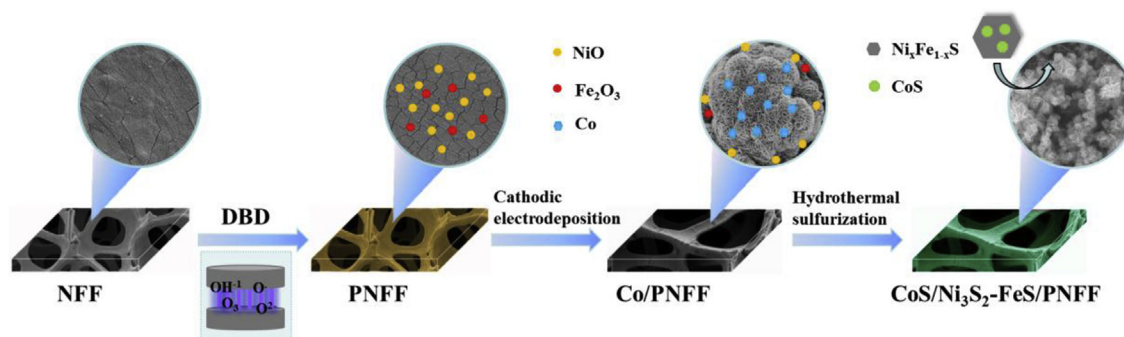 NiO
Fe₂O₃
Co
NiₓFe₁₋ₓS
CoS
DBD
Cathodic
electrodeposition
Hydrothermal
sulfurization
OH⁻¹ O·
O₃ ·O²⁻
NFF
PNFF
Co/PNFF
CoS/Ni₃S₂-FeS/PNFF